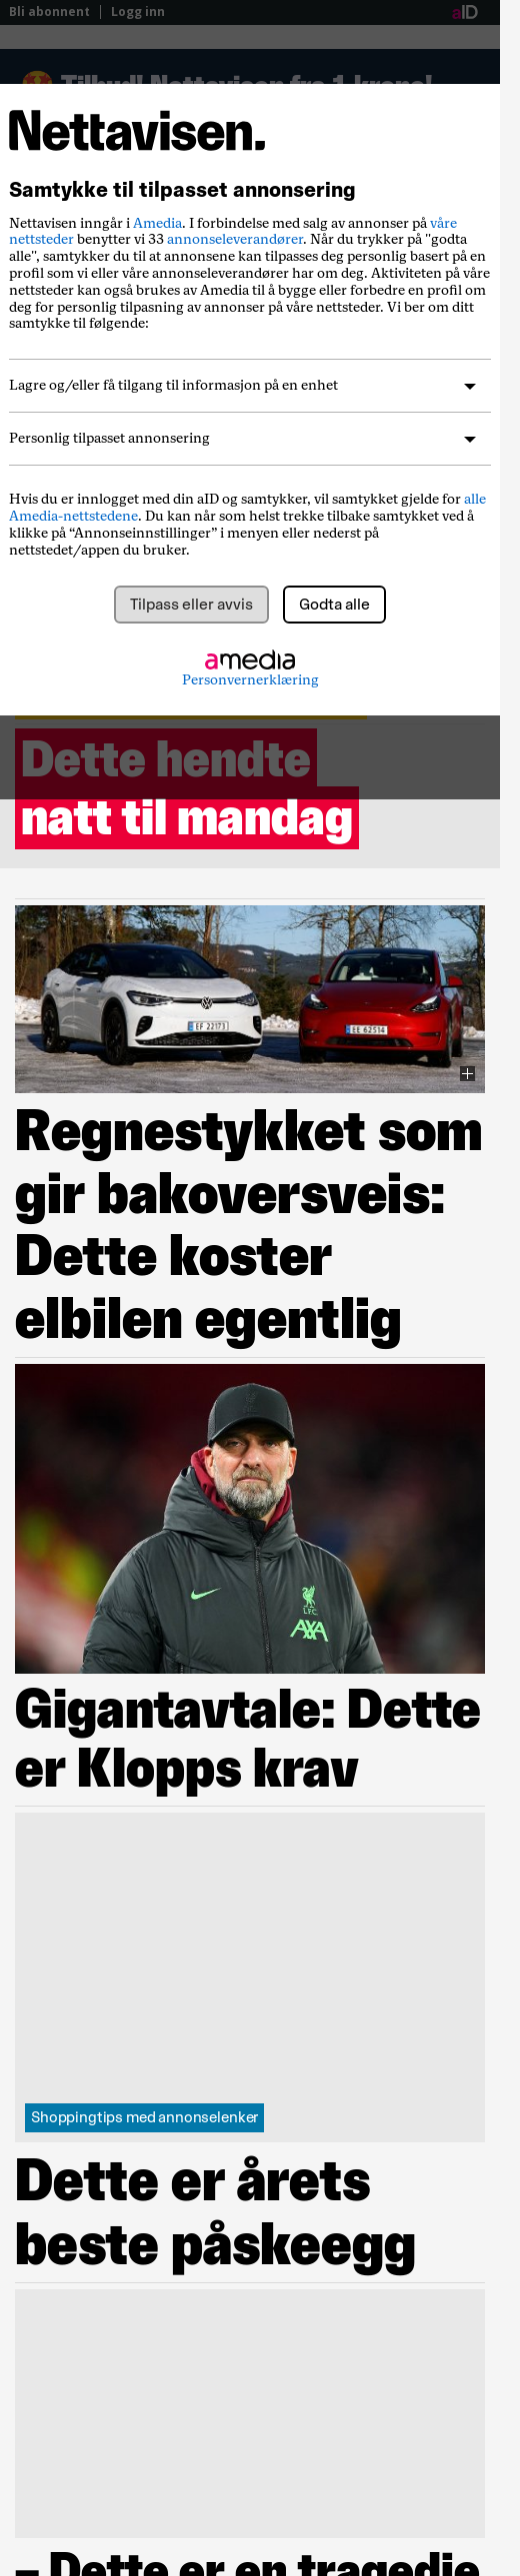 Bli abonnent | Logg inn
aID
Tilbud! Nettavisen fra 1 krone!
Nettavisen.
Samtykke til tilpasset annonsering
Nettavisen inngår i Amedia. I forbindelse med salg av annonser på våre
nettsteder benytter vi 33 annonseleverandører. Når du trykker på "godta
alle", samtykker du til at annonsene kan tilpasses deg personlig basert på en
profil som vi eller våre annonseleverandører har om deg. Aktiviteten på våre
nettsteder kan også brukes av Amedia til å bygge eller forbedre en profil om
deg for personlig tilpasning av annonser på våre nettsteder. Vi ber om ditt
samtykke til følgende:
Lagre og/eller få tilgang til informasjon på en enhet
Personlig tilpasset annonsering
Hvis du er innlogget med din aID og samtykker, vil samtykket gjelde for alle
Amedia-nettstedene. Du kan når som helst trekke tilbake samtykket ved å
klikke på “Annonseinnstillinger” i menyen eller nederst på
nettstedet/appen du bruker.
Tilpass eller avvis
Godta alle
amedia
Personvernerklæring
Dette hendte
natt til mandag
EF 22173
EE 62514
Regnestykket som
gir bakoversveis:
Dette koster
elbilen egentlig
L.F.C.
AXA
Gigantavtale: Dette
er Klopps krav
Shoppingtips med annonselenker
Dette er årets
beste påskeegg
– Dette er en tragedie